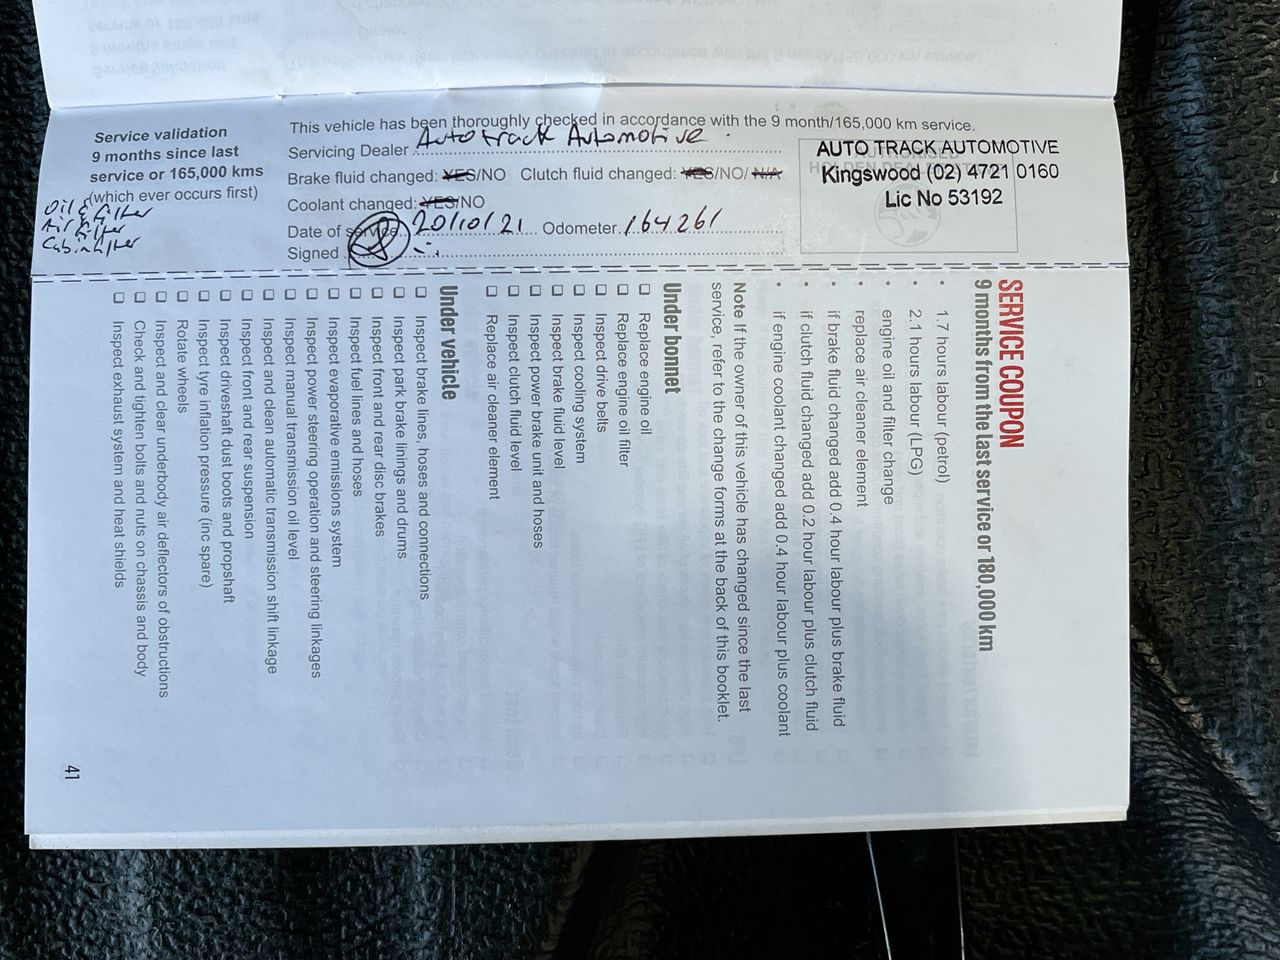 Service validation
9 months since last
service or 165,000 kms
(which ever occurs first)
Oil & filter
Air filter
Cabin filter
This vehicle has been thoroughly checked in accordance with the 9 month/165,000 km service.
Servicing Dealer Auto track Automotive
Brake fluid changed: YES/NO Clutch fluid changed: YES/NO/ N/A
Coolant changed: YES/NO
Date of service 20/10/21 Odometer 164261
Signed
AUTO TRACK AUTOMOTIVE
Kingswood (02) 4721 0160
Lic No 53192
SERVICE COUPON
9 months from the last service or 180,000 km
• 1.7 hours labour (petrol)
• 2.1 hours labour (LPG)
• engine oil and filter change
• replace air cleaner element
• if brake fluid changed add 0.4 hour labour plus brake fluid
• if clutch fluid changed add 0.2 hour labour plus clutch fluid
• if engine coolant changed add 0.4 hour labour plus coolant
Note If the owner of this vehicle has changed since the last
service, refer to the change forms at the back of this booklet.
Under bonnet
❑ Replace engine oil
❑ Replace engine oil filter
❑ Inspect drive belts
❑ Inspect cooling system
❑ Inspect brake fluid level
❑ Inspect power brake unit and hoses
❑ Inspect clutch fluid level
❑ Replace air cleaner element
Under vehicle
❑ Inspect brake lines, hoses and connections
❑ Inspect park brake linings and drums
❑ Inspect front and rear disc brakes
❑ Inspect fuel lines and hoses
❑ Inspect evaporative emissions system
❑ Inspect power steering operation and steering linkages
❑ Inspect manual transmission oil level
❑ Inspect and clean automatic transmission shift linkage
❑ Inspect front and rear suspension
❑ Inspect driveshaft dust boots and propshaft
❑ Inspect tyre inflation pressure (inc spare)
❑ Rotate wheels
❑ Inspect and clear underbody air deflectors of obstructions
❑ Check and tighten bolts and nuts on chassis and body
❑ Inspect exhaust system and heat shields
41